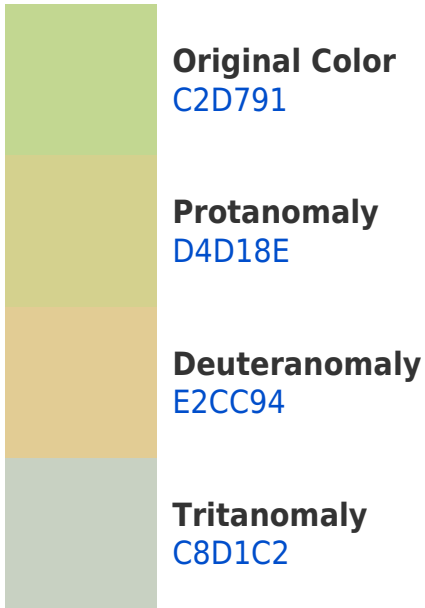 Original Color
C2D791
Protanomaly
D4D18E
Deuteranomaly
E2CC94
Tritanomaly
C8D1C2